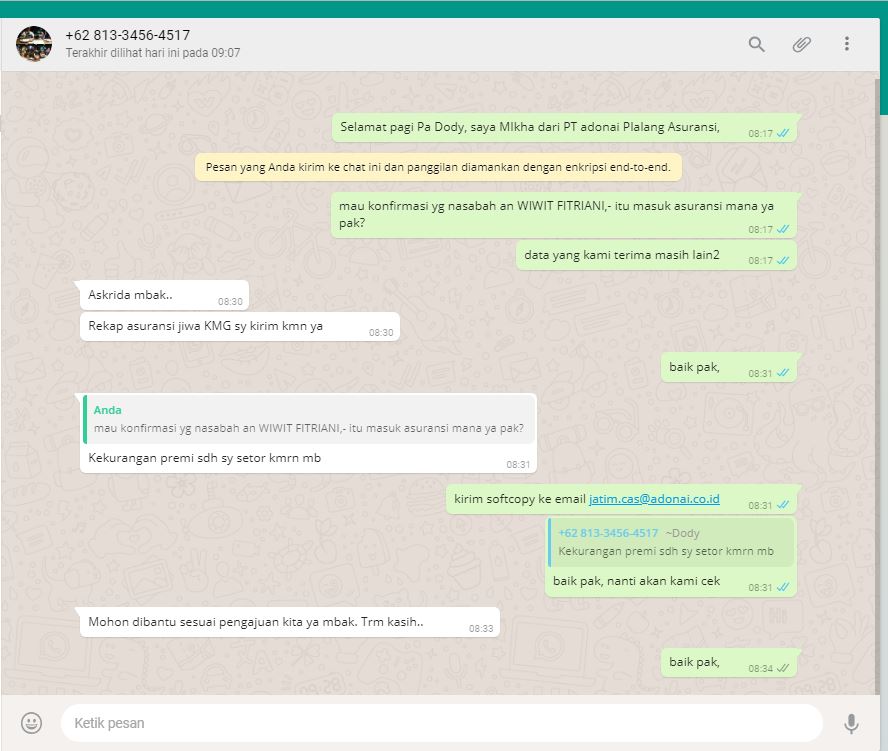 +62 813-3456-4517
Terakhir dilihat hari ini pada 09:07
Selamat pagi Pa Dody, saya MIkha dari PT adonai PIalang Asuransi,
08:17
Pesan yang Anda kirim ke chat ini dan panggilan diamankan dengan enkripsi end-to-end.
mau konfirmasi yg nasabah an WIWIT FITRIANI,- itu masuk asuransi mana ya
pak?
08:17
data yang kami terima masih lain2
08:17
Askrida mbak..
08:30
Rekap asuransi jiwa KMG sy kirim kmn ya
08:30
baik pak,
08:31
Anda
mau konfirmasi yg nasabah an WIWIT FITRIANI,- itu masuk asuransi mana ya pak?
Kekurangan premi sdh sy setor kmrn mb
08:31
kirim softcopy ke email jatim.cas@adonai.co.id
08:31
+62 813-3456-4517 ~Dody
Kekurangan premi sdh sy setor kmrn mb
baik pak, nanti akan kami cek
08:31
Mohon dibantu sesuai pengajuan kita ya mbak. Trm kasih..
08:33
baik pak,
08:34
Ketik pesan